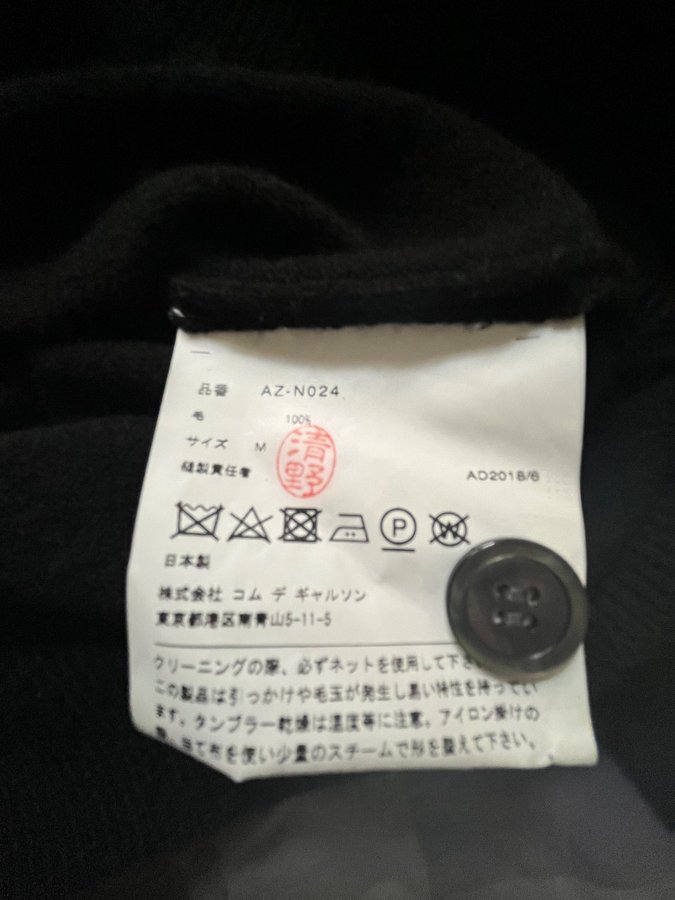 品番 AZ-N024
毛 100%
サイズ M
清野
縫製責任者 AD2018/6
P W
日本製
株式会社 コム デ ギャルソン
東京都港区南青山5-11-5
クリーニングの際、必ずネットを使用して下さ
この製品は引っかけや毛玉が発生し易い特性を持ってい
ます。タンブラー乾燥は温度等に注意。アイロン掛けの
当て布を使い少量のスチームで形を整えて下さい。